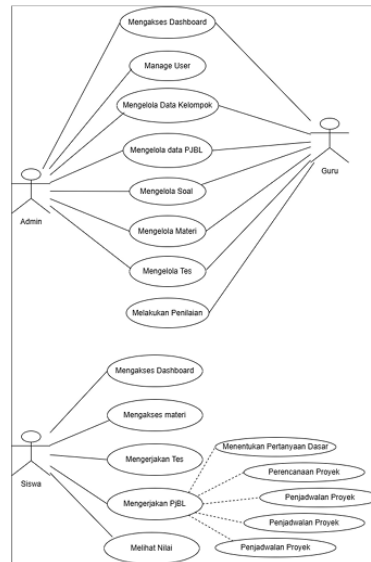 Mengakses Dashboard
Manage User
Mengelola Data Kelompok
Mengelola data PJBL
Guru
Mengelola Soal
Admin
Mengelola Materi
Mengelola Tes
Melakukan Penilaian
Mengakses Dashboard
Mengakses materi
Menentukan Pertanyaan Dasar
Mengerjakan Tes
Perencanaan Proyek
Siswa
Penjadwalan Proyek
Mengerjakan PjBL
Penjadwalan Proyek
Melihat Nilai
Penjadwalan Proyek